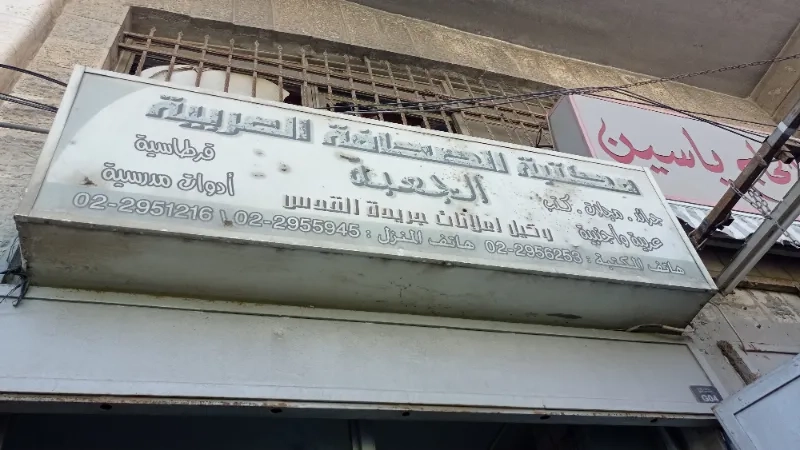 مكتبة الصحافة العربية
الجعبة
جرائد . مجلات . كتب
عربية وأجنبية
وكيل اعلانات جريدة القدس
قرطاسية
أدوات مدرسية
هاتف المكتبة : 02-2956253 هاتف المنزل : 02-2955945 \ 02-2951216
ياسين